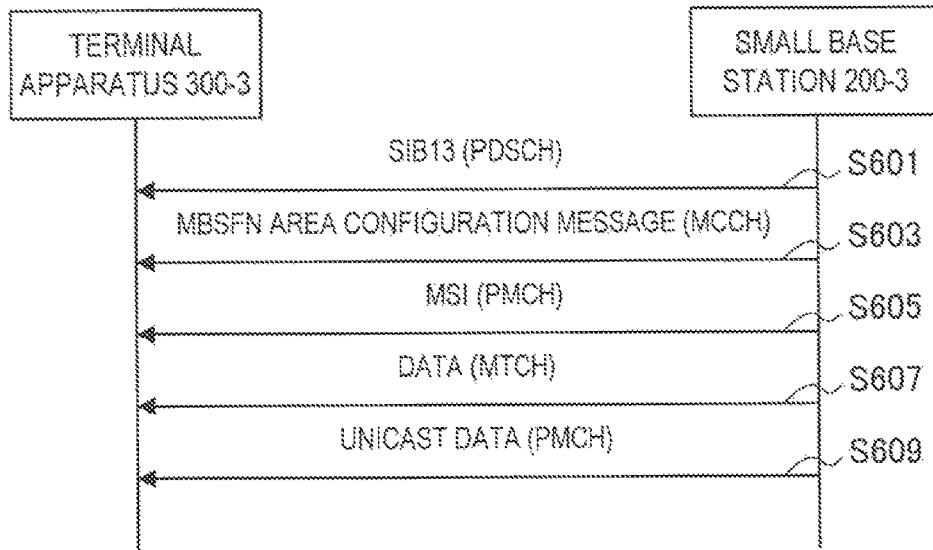 TERMINAL
APPARATUS 300-3
SMALL BASE
STATION 200-3
SIB13 (PDSCH)
S601
MBSFN AREA CONFIGURATION MESSAGE (MCCH)
S603
MSI (PMCH)
S605
DATA (MTCH)
S607
UNICAST DATA (PMCH)
S609